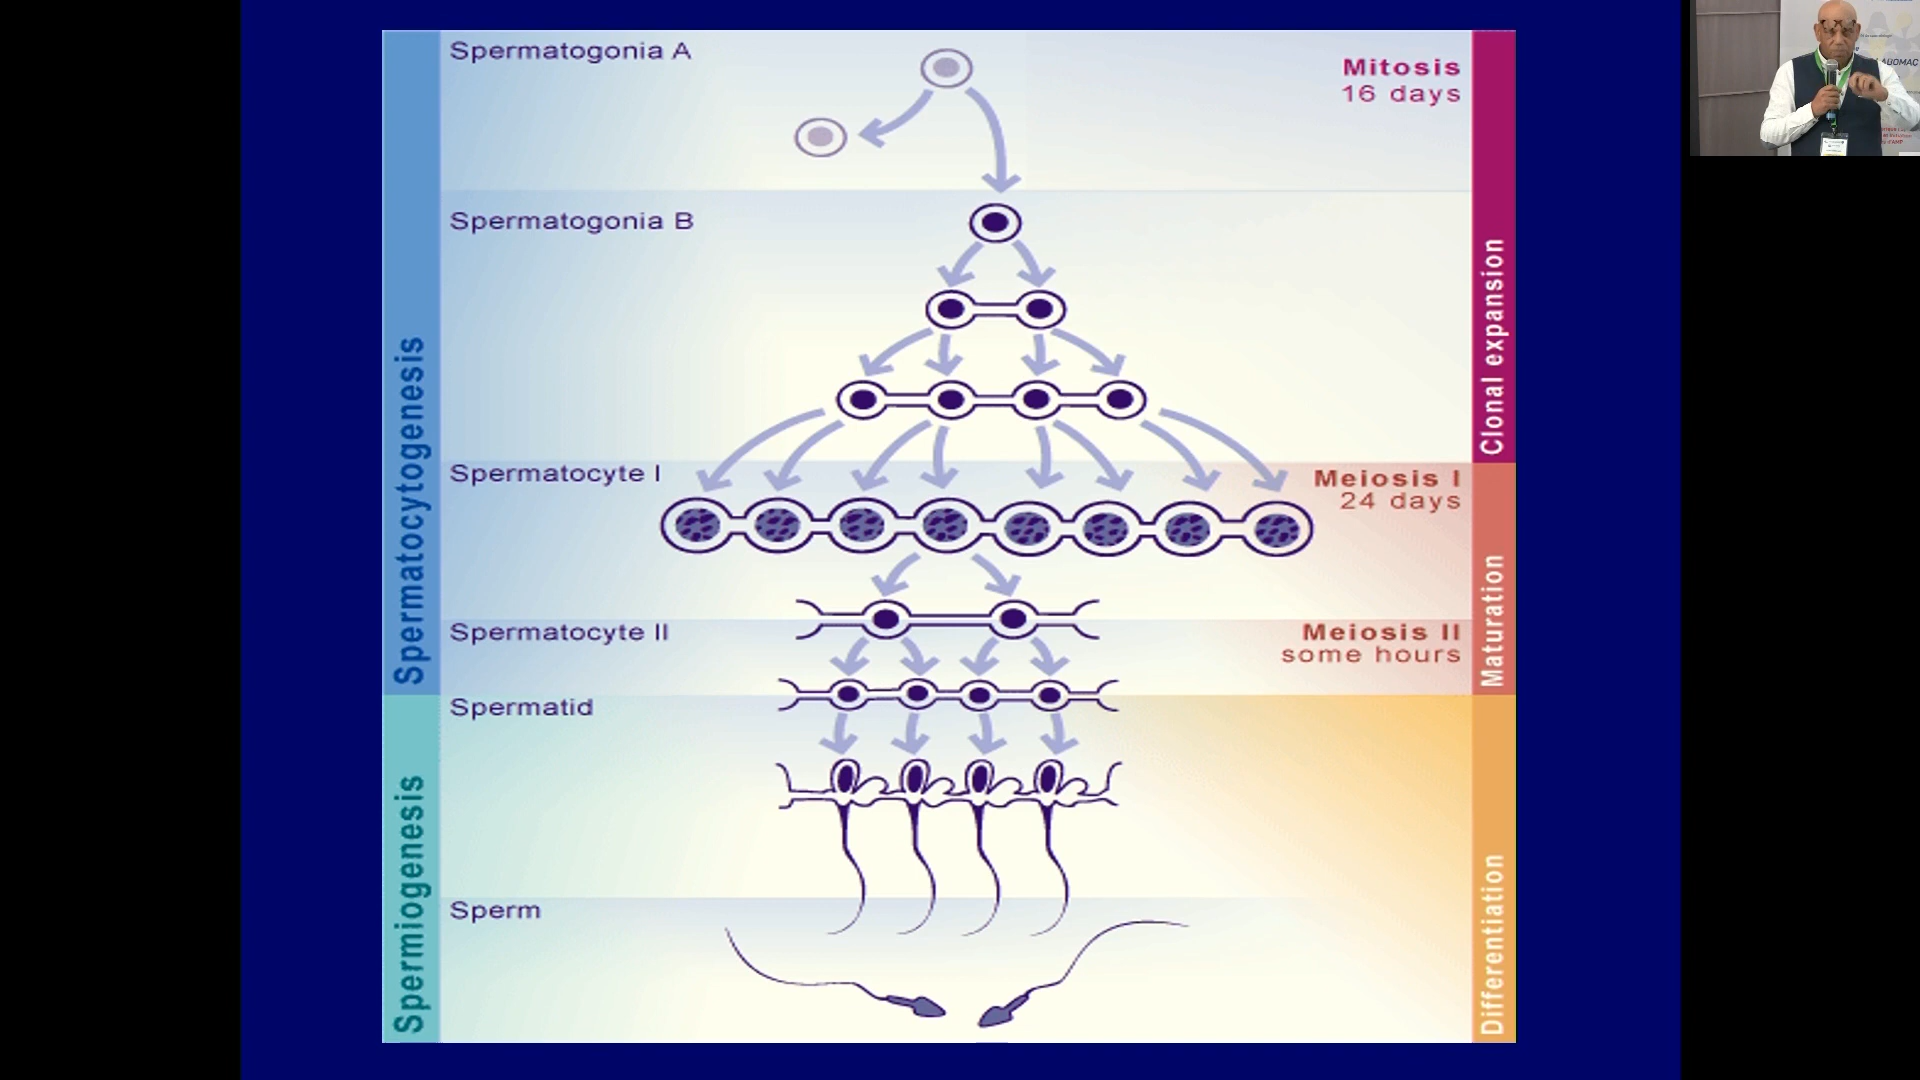 Spermatogonia A
Mitosis
16 days
Spermatogonia B
Clonal expansion
Spermatocytogenesis
Spermatocyte I
Meiosis I
24 days
Spermatocyte II
Meiosis II
some hours
Maturation
Spermatid
Spermiogenesis
Sperm
Differentiation
LABOMAC